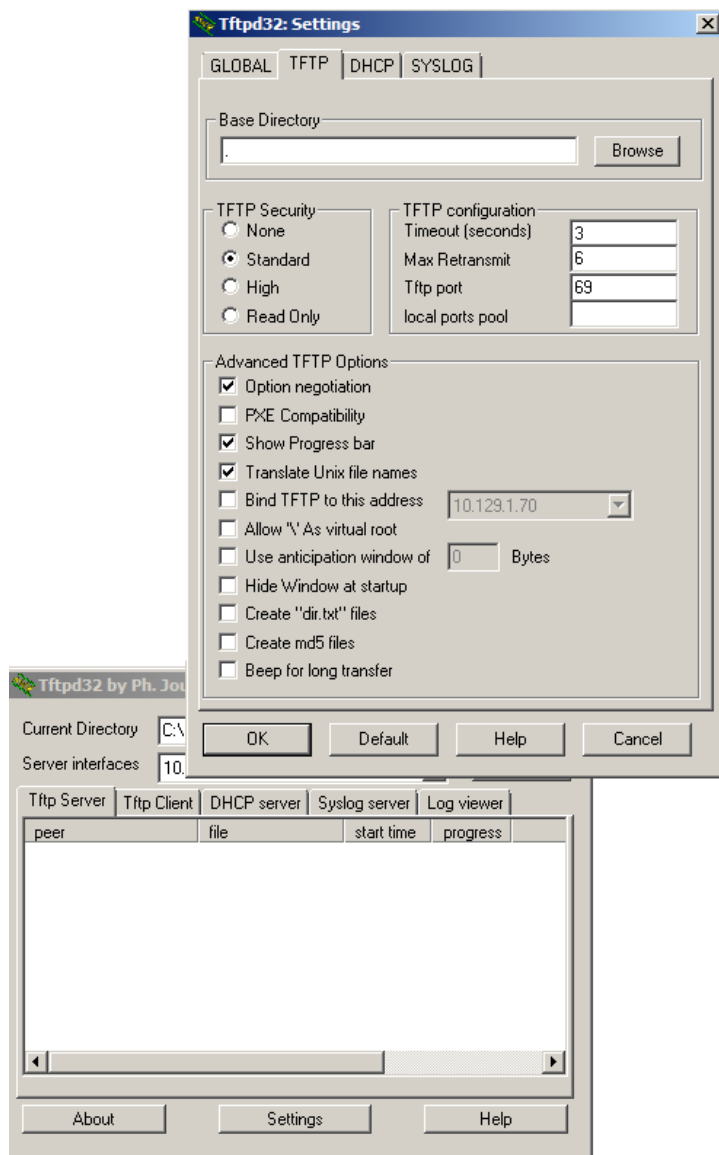 Tftpd32: Settings
GLOBAL TFTP DHCP SYSLOG
Base Directory
.
Browse
TFTP Security
None
Standard
High
Read Only
TFTP configuration
Timeout (seconds) 3
Max Retransmit 6
Tftp port 69
local ports pool
Advanced TFTP Options
Option negotiation
PXE Compatibility
Show Progress bar
Translate Unix file names
Bind TFTP to this address 10.129.1.70
Allow '\' As virtual root
Use anticipation window of 0 Bytes
Hide Window at startup
Create "dir.txt" files
Create md5 files
Beep for long transfer
OK Default Help Cancel
Tftpd32 by Ph. Jou
Current Directory C:\
Server interfaces 10.
Tftp Server Tftp Client DHCP server Syslog server Log viewer
peer file start time progress
About Settings Help